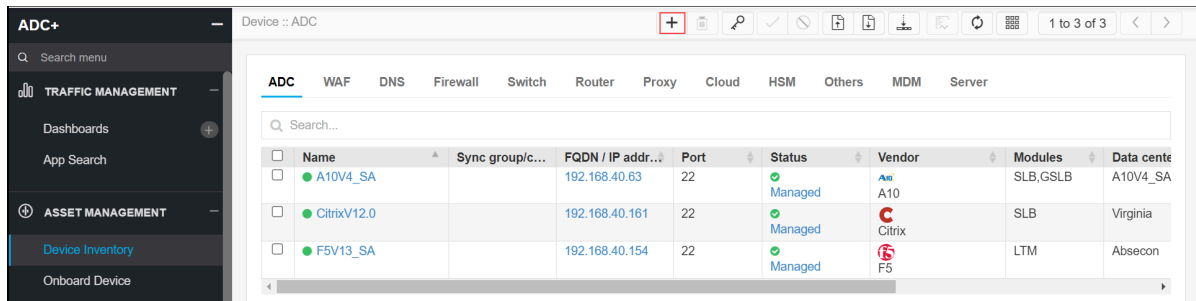 ADC+
Search menu
TRAFFIC MANAGEMENT
Dashboards
App Search
ASSET MANAGEMENT
Device Inventory
Onboard Device
Device :: ADC
1 to 3 of 3
ADC WAF DNS Firewall Switch Router Proxy Cloud HSM Others MDM Server
Search...
Name Sync group/c... FQDN / IP addr... Port Status Vendor Modules Data cente
A10V4_SA 192.168.40.63 22 Managed A10 A10 SLB,GSLB A10V4_SA
CitrixV12.0 192.168.40.161 22 Managed Citrix SLB Virginia
F5V13_SA 192.168.40.154 22 Managed F5 LTM Absecon